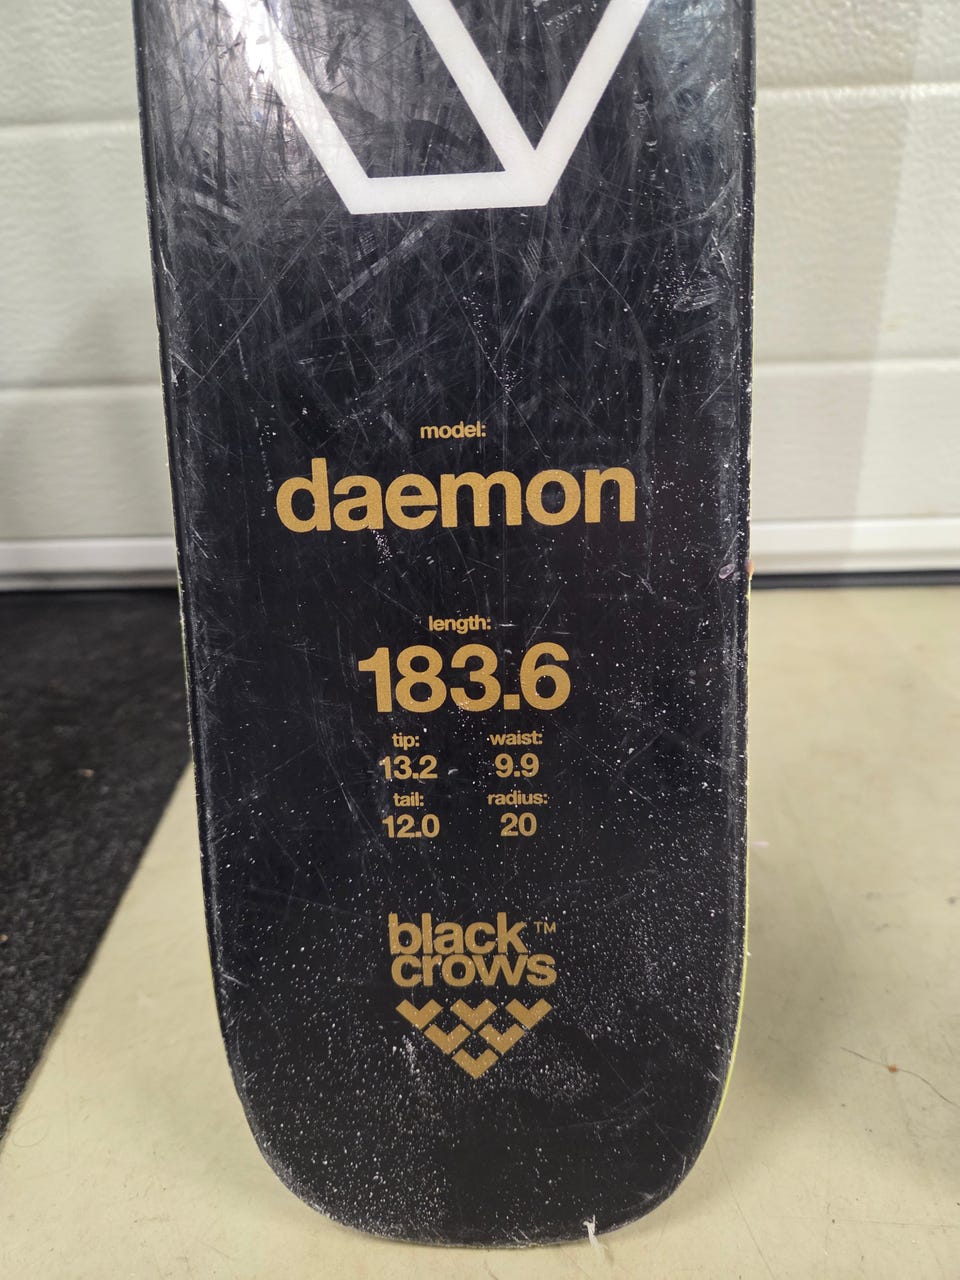 model:
daemon
length:
183.6
tip: waist:
13.2 9.9
tail: radius:
12.0 20
black™
crows